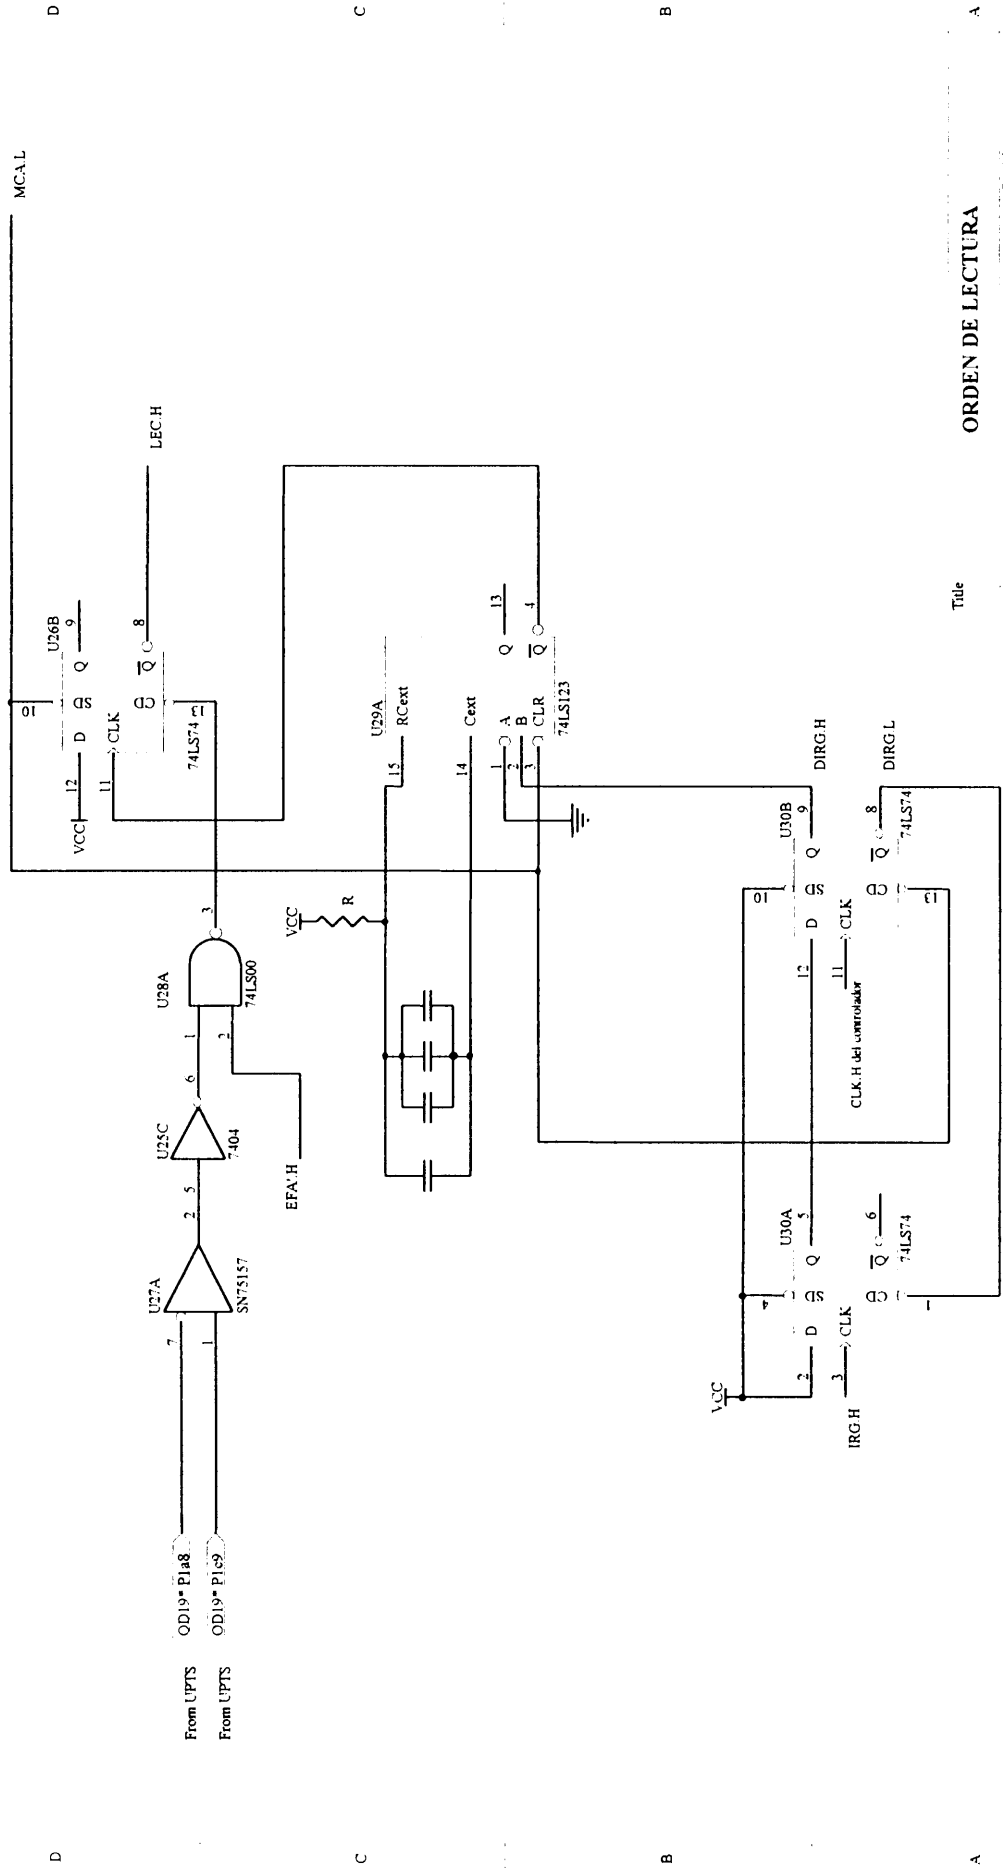 D
C
B
A
MCA.L
U26B
10
12
D
SD
Q
9
VCC
11
CLK
CD
Q
8
LEC.H
13
74LS74
From UPTS
QD19* P1a8
From UPTS
QD19* P1c9
U27A
7
1
SN75157
2
5
U25C
6
7404
1
2
U28A
3
74LS00
EFA'.H
VCC
R
U29A
15
RCext
14
Cext
1
A
2
B
3
CLR
Q
13
Q
4
74LS123
VCC
U30A
4
2
D
SD
Q
5
3
CLK
IRG.H
CD
Q
6
1
74LS74
U30B
10
12
D
SD
Q
9
DIRG.H
11
CLK
CLK.H del controlador
CD
Q
8
DIRG.L
13
74LS74
Title
ORDEN DE LECTURA
D
C
B
A